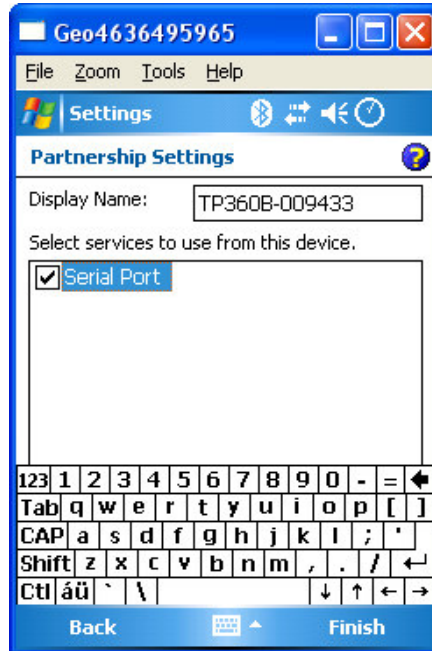 Geo4636495965
File Zoom Tools Help
Settings
Partnership Settings ?
Display Name: TP360B-009433
Select services to use from this device.
Serial Port
123 1 2 3 4 5 6 7 8 9 0 - = 🡄
Tab q w e r t y u i o p [ ]
CAP a s d f g h j k l ; '
Shift z x c v b n m , . / ↵
Ctl áü ` \ ↓ ↑ ← →
Back Finish